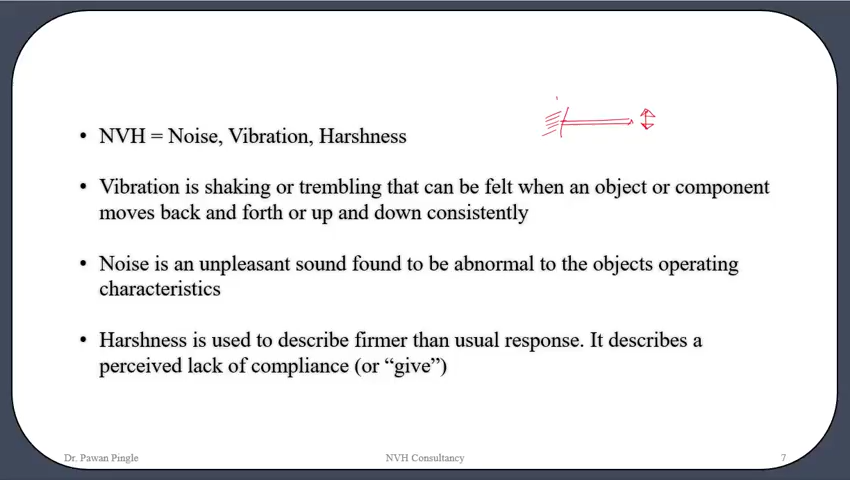 • NVH = Noise, Vibration, Harshness
• Vibration is shaking or trembling that can be felt when an object or component
moves back and forth or up and down consistently
• Noise is an unpleasant sound found to be abnormal to the objects operating
characteristics
• Harshness is used to describe firmer than usual response. It describes a
perceived lack of compliance (or “give”)
Dr. Pawan Pingle NVH Consultancy 7